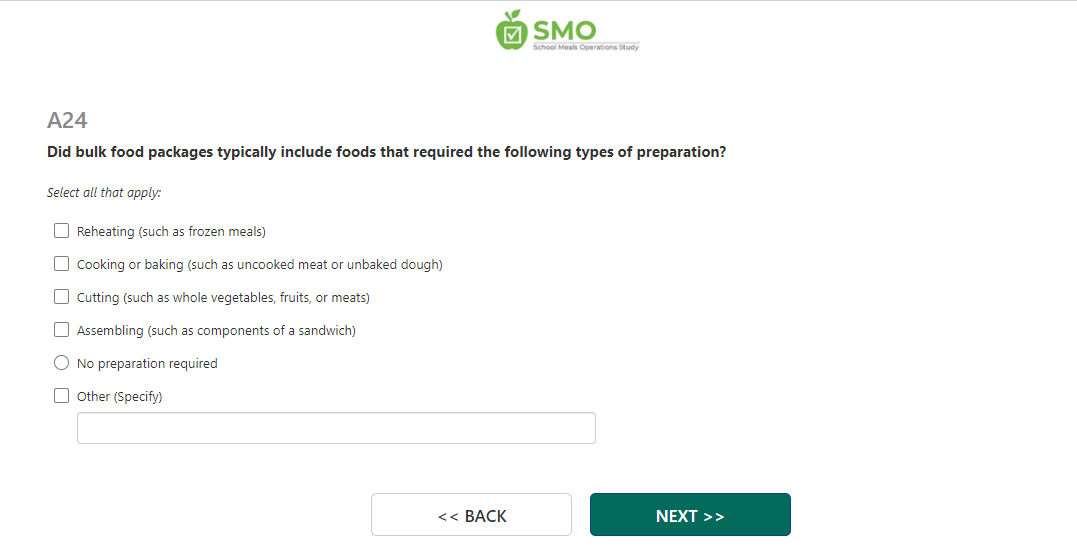 SMO
School Meals Operations Study
A24
Did bulk food packages typically include foods that required the following types of preparation?
Select all that apply:
Reheating (such as frozen meals)
Cooking or baking (such as uncooked meat or unbaked dough)
Cutting (such as whole vegetables, fruits, or meats)
Assembling (such as components of a sandwich)
No preparation required
Other (Specify)
<< BACK
NEXT >>